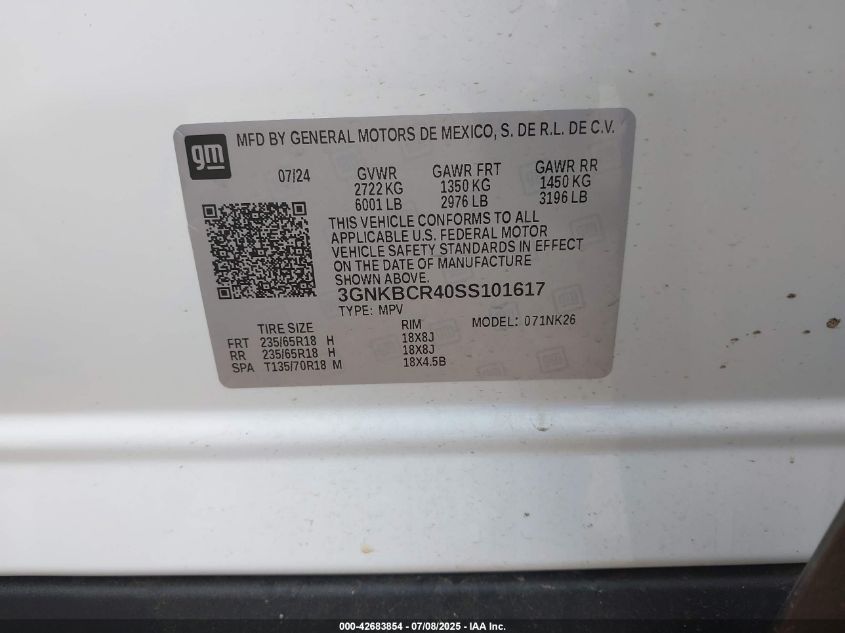 gm
MFD BY GENERAL MOTORS DE MEXICO, S. DE R.L. DE C.V.
07/24 GVWR GAWR FRT GAWR RR
2722 KG 1350 KG 1450 KG
6001 LB 2976 LB 3196 LB
THIS VEHICLE CONFORMS TO ALL
APPLICABLE U.S. FEDERAL MOTOR
VEHICLE SAFETY STANDARDS IN EFFECT
ON THE DATE OF MANUFACTURE
SHOWN ABOVE.
3GNKBCR40SS101617
TYPE: MPV MODEL: 071NK26
TIRE SIZE RIM
FRT 235/65R18 H 18X8J
RR 235/65R18 H 18X8J
SPA T135/70R18 M 18X4.5B
000-42683854 | 07/08/2025 - IAA Inc.